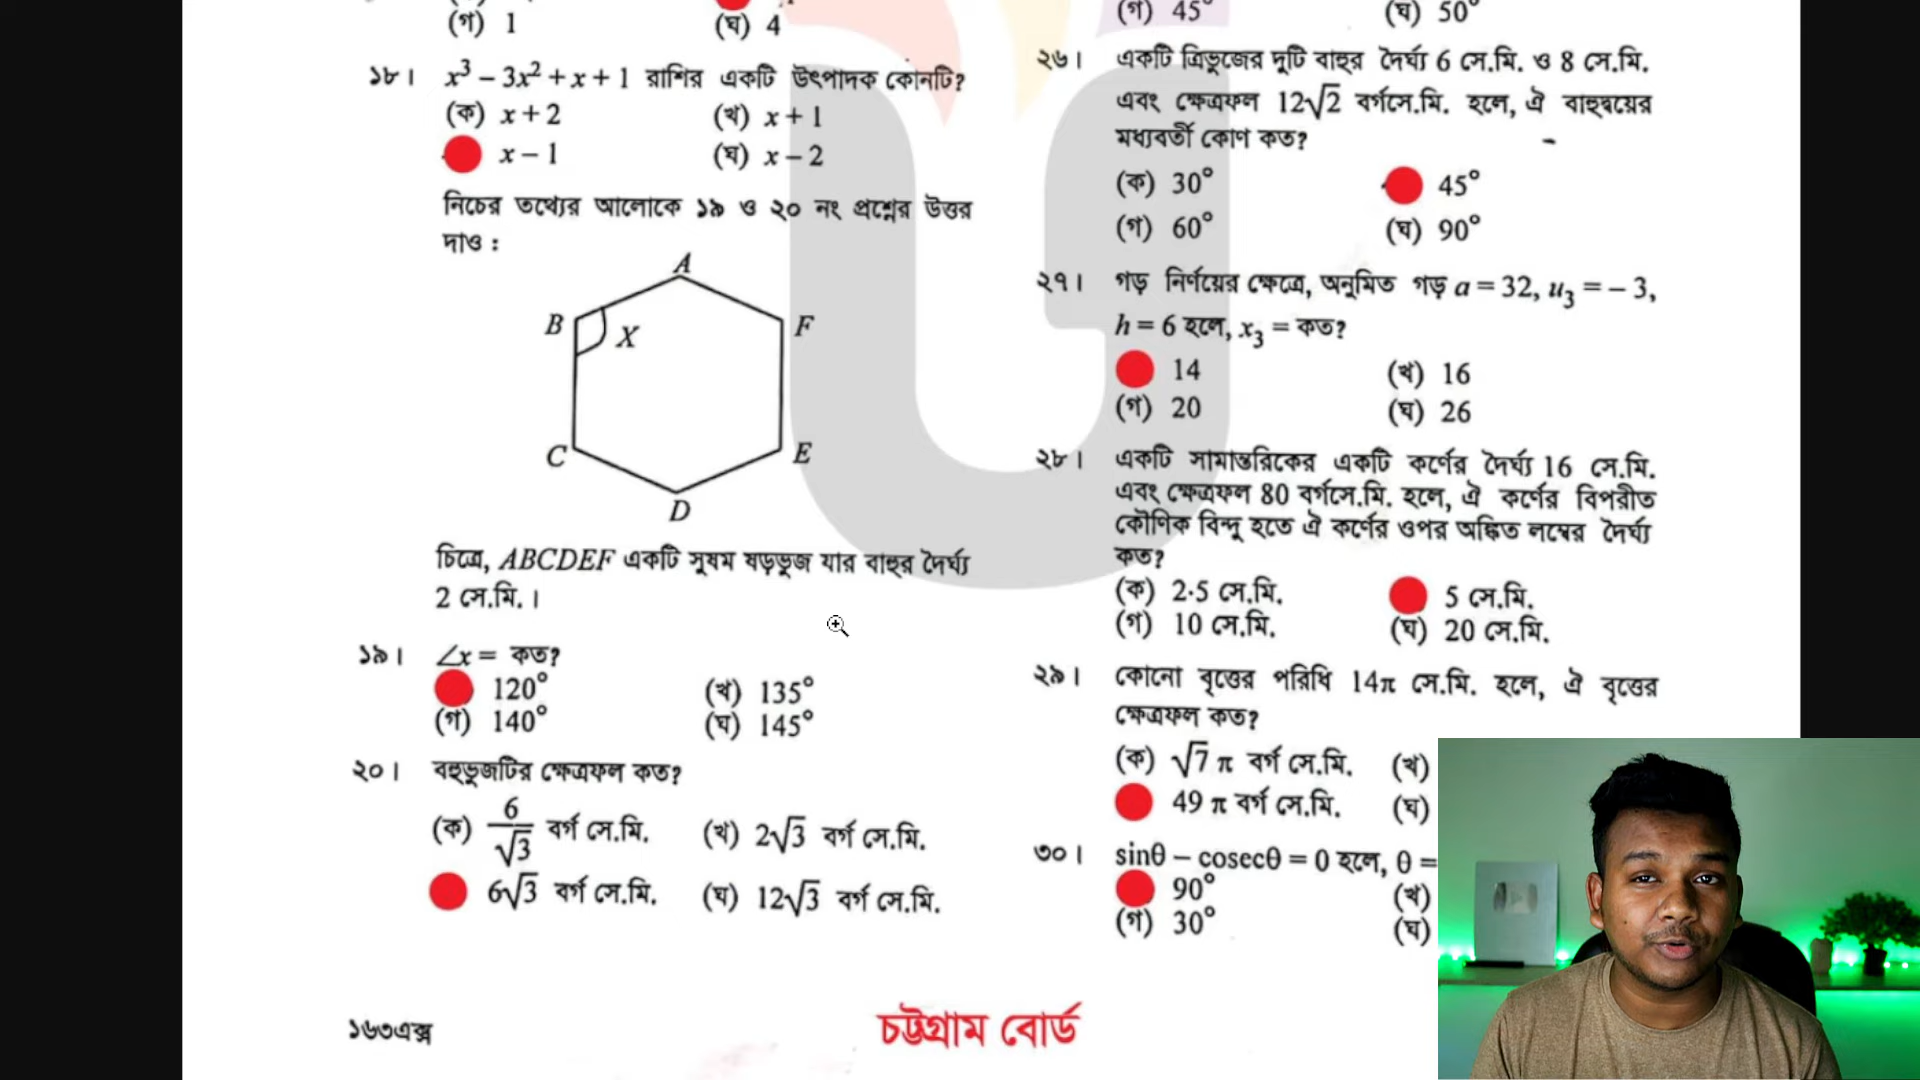 (গ) 1 (ঘ) 4
১৮। x³ – 3x² + x + 1 রাশির একটি উৎপাদক কোনটি?
(ক) x + 2 (খ) x + 1
x – 1 (ঘ) x – 2
নিচের তথ্যের আলোকে ১৯ ও ২০ নং প্রশ্নের উত্তর
দাও :
A
B X F
C E
D
চিত্রে, ABCDEF একটি সুষম ষড়ভুজ যার বাহুর দৈর্ঘ্য
2 সে.মি. ।
১৯। ∠x = কত?
120° (খ) 135°
(গ) 140° (ঘ) 145°
২০। বহুভুজটির ক্ষেত্রফল কত?
(ক) 6/√3 বর্গ সে.মি. (খ) 2√3 বর্গ সে.মি.
6√3 বর্গ সে.মি. (ঘ) 12√3 বর্গ সে.মি.
১৬৩এক্স
(গ) 45° (ঘ) 50°
২৬। একটি ত্রিভুজের দুটি বাহুর দৈর্ঘ্য 6 সে.মি. ও 8 সে.মি.
এবং ক্ষেত্রফল 12√2 বর্গসে.মি. হলে, ঐ বাহুদ্বয়ের
মধ্যবর্তী কোণ কত?
(ক) 30° 45°
(গ) 60° (ঘ) 90°
২৭। গড় নির্ণয়ের ক্ষেত্রে, অনুমিত গড় a = 32, u₃ = – 3,
h = 6 হলে, x₃ = কত?
14 (খ) 16
(গ) 20 (ঘ) 26
২৮। একটি সামান্তরিকের একটি কর্ণের দৈর্ঘ্য 16 সে.মি.
এবং ক্ষেত্রফল 80 বর্গসে.মি. হলে, ঐ কর্ণের বিপরীত
কৌণিক বিন্দু হতে ঐ কর্ণের ওপর অঙ্কিত লম্বের দৈর্ঘ্য
কত?
(ক) 2·5 সে.মি. 5 সে.মি.
(গ) 10 সে.মি. (ঘ) 20 সে.মি.
২৯। কোনো বৃত্তের পরিধি 14π সে.মি. হলে, ঐ বৃত্তের
ক্ষেত্রফল কত?
(ক) √7 π বর্গ সে.মি. (খ)
49 π বর্গ সে.মি. (ঘ)
৩০। sinθ – cosecθ = 0 হলে, θ =
90° (খ)
(গ) 30° (ঘ)
চট্টগ্রাম বোর্ড